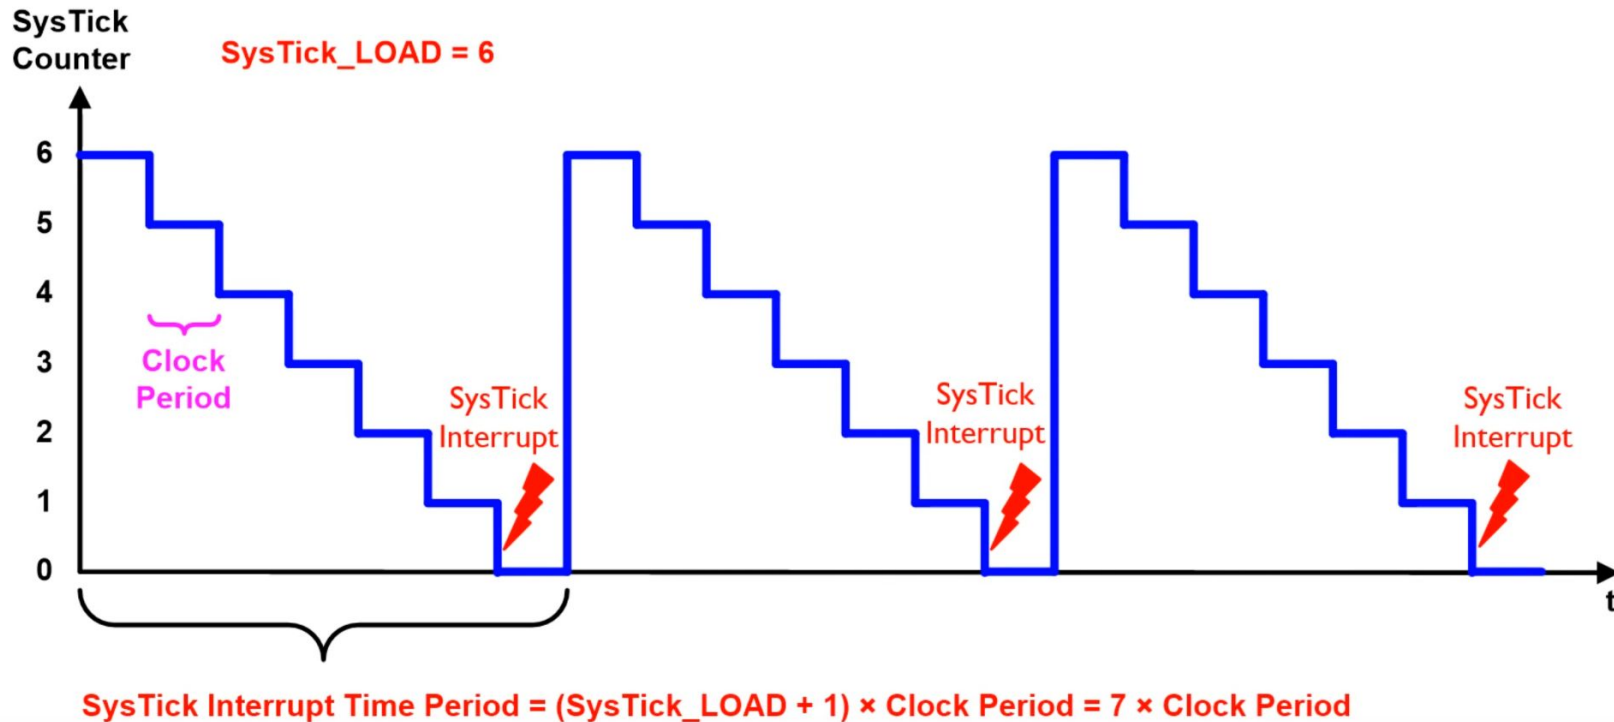 SysTick
Counter
SysTick_LOAD = 6
6
5
4
3
2
1
0
Clock
Period
SysTick
Interrupt
SysTick
Interrupt
SysTick
Interrupt
t
SysTick Interrupt Time Period = (SysTick_LOAD + 1) × Clock Period = 7 × Clock Period